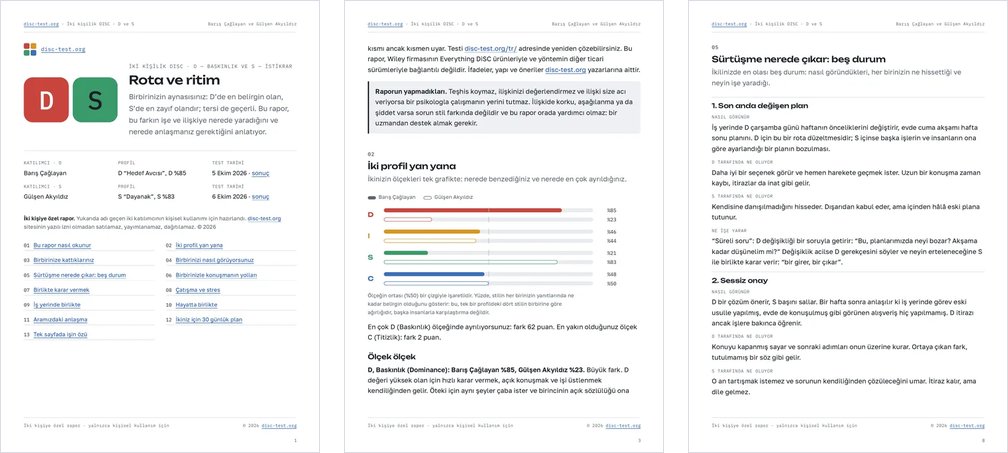 disc-test.org · İki kişilik DISC · D ve S
Barış Çağlayan ve Gülşen Akyıldız
disc-test.org
İKİ KİŞİLİK DISC · D — BASKINLIK VE S — İSTİKRAR
D
S
Rota ve ritim
Birbirinizin aynasısınız: D'de en belirgin olan,
S'de en zayıf olandır; tersi de geçerli. Bu rapor,
bu farkın işe ve ilişkiye nerede yaradığını ve
nerede anlaşmanız gerektiğini anlatıyor.
KATILIMCI · D
PROFİL
TEST TARİHİ
Barış Çağlayan
D "Hedef Avcısı", D %85
5 Ekim 2026 · sonuç
KATILIMCI · S
PROFİL
TEST TARİHİ
Gülşen Akyıldız
S "Dayanak", S %83
6 Ekim 2026 · sonuç
İki kişiye özel rapor. Yukarıda adı geçen iki katılımcının kişisel kullanımı için hazırlandı. disc-test.org
sitesinin yazılı izni olmadan satılamaz, yayımlanamaz, dağıtılamaz. © 2026
01 Bu rapor nasıl okunur
02 İki profil yan yana
03 Birbirinize kattıklarınız
04 Birbirinizi nasıl görüyorsunuz
05 Sürtüşme nerede çıkar: beş durum
06 Birbirinizle konuşmanın yolları
07 Birlikte karar vermek
08 Çatışma ve stres
09 İş yerinde birlikte
10 Hayatta birlikte
11 Aranızdaki anlaşma
12 İkiniz için 30 günlük plan
13 Tek sayfada işin özü
İki kişiye özel rapor · yalnızca kişisel kullanım için
© 2026 disc-test.org
1
disc-test.org · İki kişilik DISC · D ve S
Barış Çağlayan ve Gülşen Akyıldız
kısmı ancak kısmen uyar. Testi disc-test.org/tr/ adresinde yeniden çözebilirsiniz. Bu
rapor, Wiley firmasının Everything DiSC ürünleriyle ve yöntemin diğer ticari
sürümleriyle bağlantılı değildir. İfadeler, yapı ve öneriler disc-test.org yazarlarına aittir.
Raporun yapmadıkları. Teşhis koymaz, ilişkinizi değerlendirmez ve ilişki size acı
veriyorsa bir psikologla çalışmanın yerini tutmaz. İlişkide korku, aşağılanma ya da
şiddet varsa sorun stil farkında değildir ve bu rapor orada yardımcı olmaz: bir
uzmandan destek almak gerekir.
02
İki profil yan yana
İkinizin ölçekleri tek grafikte: nerede benzediğiniz ve nerede en çok ayrıldığınız.
Barış Çağlayan
Gülşen Akyıldız
D
%85
%23
I
%46
%44
S
%21
%83
C
%48
%50
Ölçeğin ortası (%50) bir çizgiyle işaretlidir. Yüzde, stilin her birinizin yanıtlarında ne
kadar belirgin olduğunu gösterir; bu, tek bir profildeki dört stilin birbirine göre
ağırlığıdır, başka insanlarla karşılaştırma değildir.
En çok D (Baskınlık) ölçeğinde ayrılıyorsunuz: fark 62 puan. En yakın olduğunuz ölçek
C (Titizlik): fark 2 puan.
Ölçek ölçek
D, Baskınlık (Dominance): Barış Çağlayan %85, Gülşen Akyıldız %23. Büyük fark. D
değeri yüksek olan için hızlı karar vermek, açık konuşmak ve işi üstlenmek
kendiliğinden gelir. Öteki için aynı şeyler çaba ister ve birincinin açık sözlülüğü ona
İki kişiye özel rapor · yalnızca kişisel kullanım için
© 2026 disc-test.org
3
disc-test.org · İki kişilik DISC · D ve S
Barış Çağlayan ve Gülşen Akyıldız
05
Sürtüşme nerede çıkar: beş durum
İkilinizde en olası beş durum: nasıl göründükleri, her birinizin ne hissettiği ve
neyin işe yaradığı.
1. Son anda değişen plan
NASIL GÖRÜNÜR
İş yerinde D çarşamba günü haftanın önceliklerini değiştirir, evde cuma akşamı hafta
sonu planını. D için bu bir rota düzeltmesidir; S içinse başka işlerin ve insanların ona
göre ayarlandığı bir planın bozulması.
D TARAFINDA NE OLUYOR
Daha iyi bir seçenek görür ve hemen harekete geçmek ister. Uzun bir konuşma zaman
kaybı, itirazlar da inat gibi gelir.
S TARAFINDA NE OLUYOR
Kendisine danışılmadığını hisseder. Dışarıdan kabul eder, ama içinden hâlâ eski plana
tutunur.
NE İŞE YARAR
"Süreli soru": D değişikliği bir soruyla getirir: "Bu, planlarımızda neyi bozar? Akşama
kadar düşünelim mi?" Değişiklik acilse D gerekçesini söyler ve neyin erteleneceğine S
ile birlikte karar verir: "bir girer, bir çıkar".
2. Sessiz onay
NASIL GÖRÜNÜR
D bir çözüm önerir, S başını sallar. Bir hafta sonra anlaşılır ki iş yerinde görev eski
usulle yapılmış, evde de konuşulmuş gibi görünen alışveriş hiç yapılmamış. D itirazı
ancak işlere bakınca öğrenir.
D TARAFINDA NE OLUYOR
Konuyu kapanmış sayar ve sonraki adımları onun üzerine kurar. Ortaya çıkan fark,
tutulmamış bir söz gibi gelir.
S TARAFINDA NE OLUYOR
O an tartışmak istemez ve sorunun kendiliğinden çözüleceğini umar. İtiraz kalır, ama
dile gelmez.
İki kişiye özel rapor · yalnızca kişisel kullanım için
© 2026 disc-test.org
8